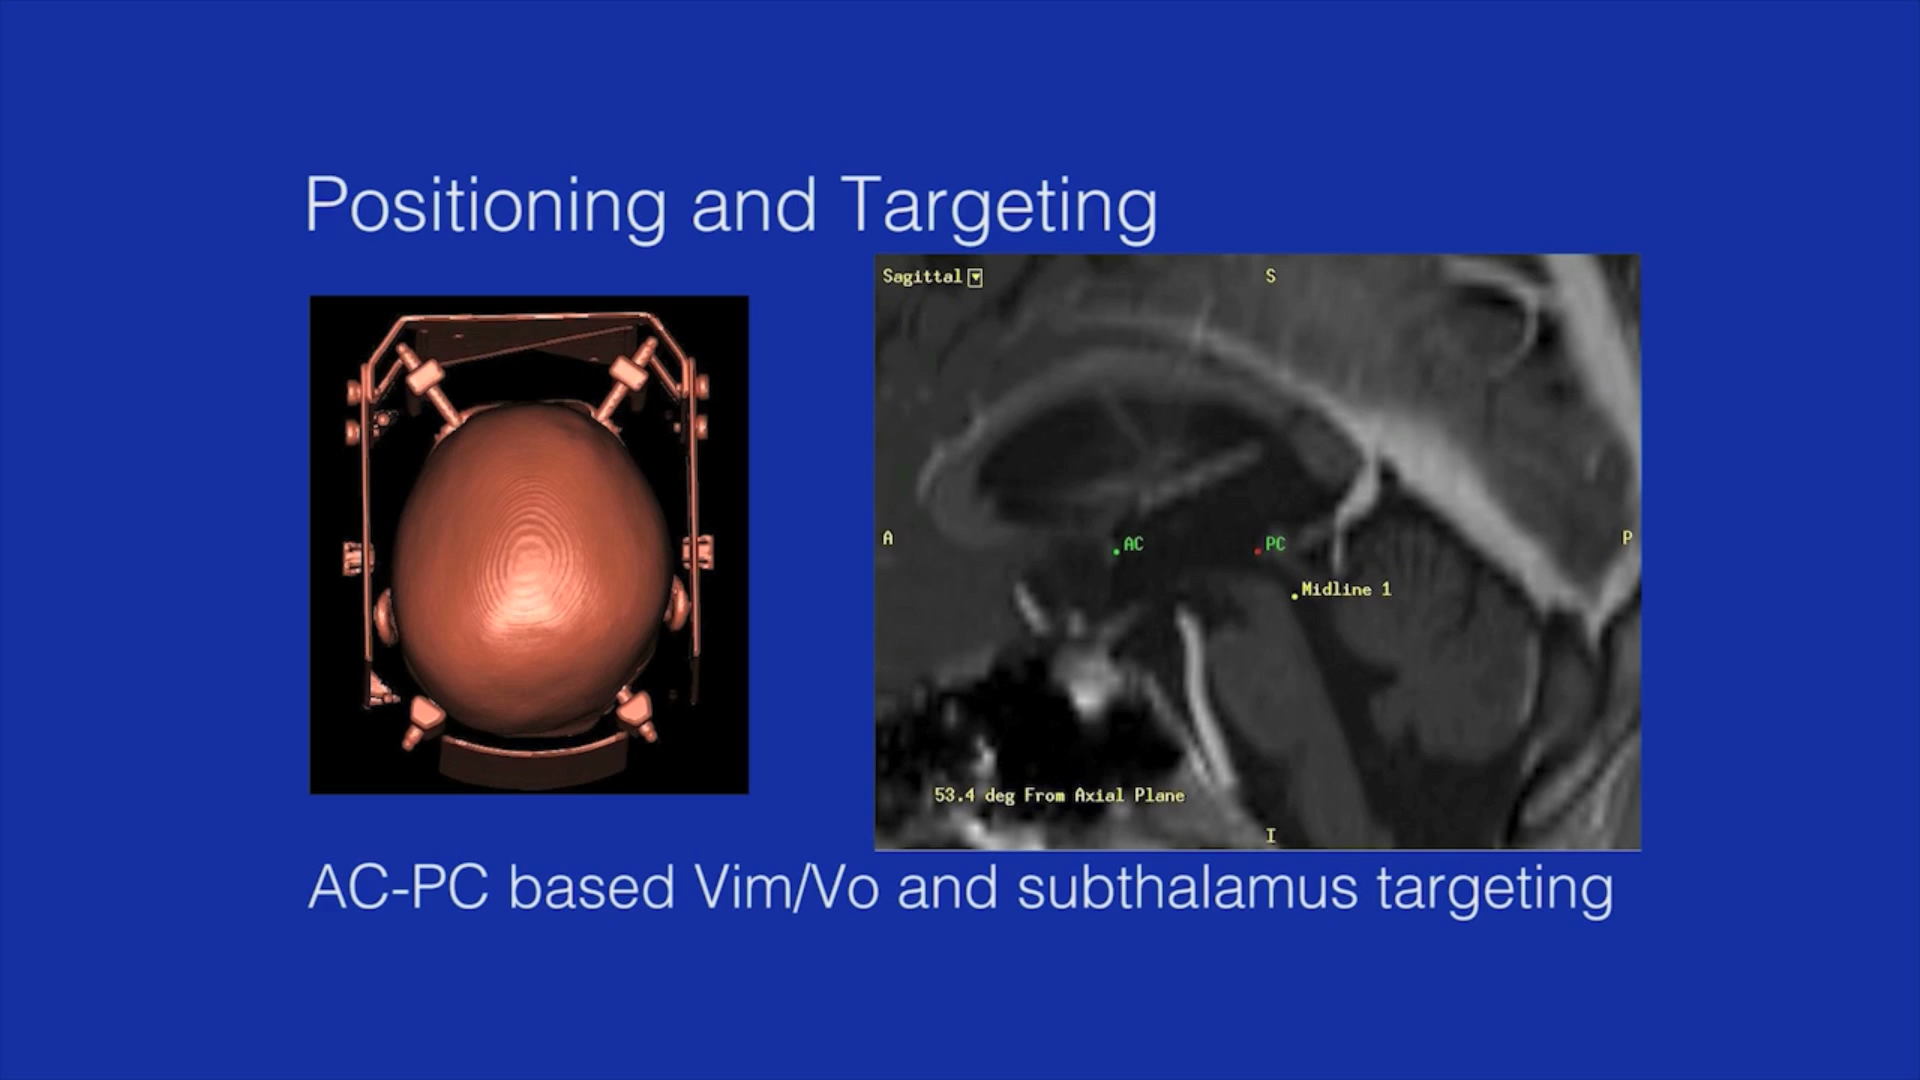 Positioning and Targeting
Sagittal
S
A
AC
PC
P
Midline 1
53.4 deg From Axial Plane
I
AC-PC based Vim/Vo and subthalamus targeting